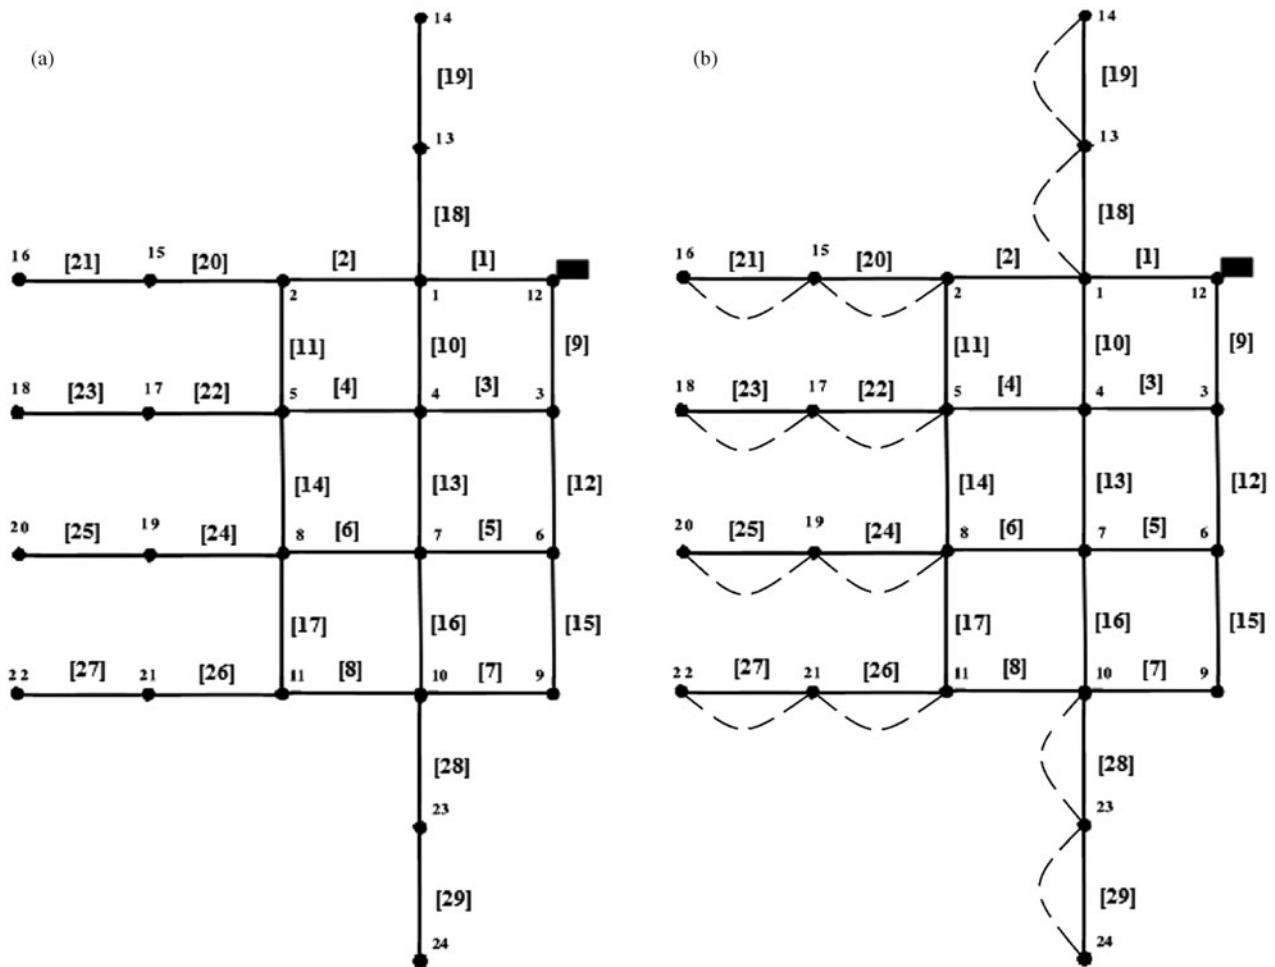 14
(a)
[19]
13
[18]
16 [21] 15 [20] [2] [1]
2 1 12
[11] [10] [9]
18 [23] 17 [22] 5 [4] 4 [3] 3
[14] [13] [12]
20 [25] 19 [24] 8 [6] 7 [5] 6
[17] [16] [15]
22 [27] 21 [26] 11 [8] 10 [7] 9
[28]
23
[29]
24
14
(b)
[19]
13
[18]
16 [21] 15 [20] [2] [1]
2 1 12
[11] [10] [9]
18 [23] 17 [22] 5 [4] 4 [3] 3
[14] [13] [12]
20 [25] 19 [24] 8 [6] 7 [5] 6
[17] [16] [15]
22 [27] 21 [26] 11 [8] 10 [7] 9
[28]
23
[29]
24